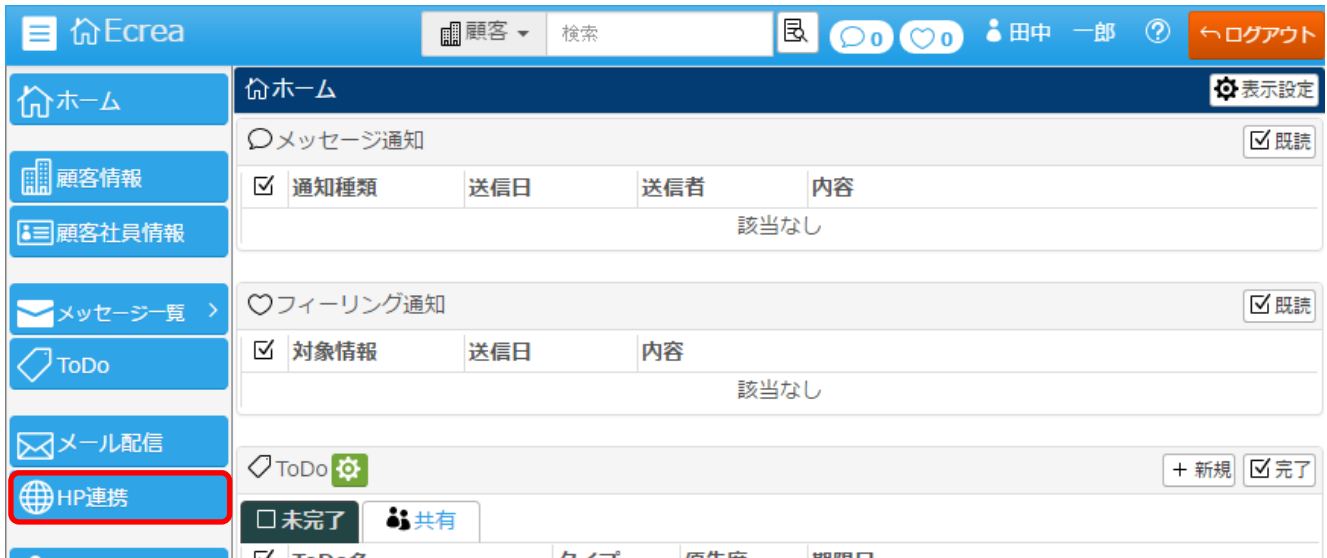 Ecrea
顧客
検索
0
0
田中 一郎
ログアウト
ホーム
顧客情報
顧客社員情報
メッセージ一覧
ToDo
メール配信
HP連携
ホーム
表示設定
メッセージ通知
既読
通知種類 送信日 送信者 内容
該当なし
フィーリング通知
既読
対象情報 送信日 内容
該当なし
ToDo
+ 新規
完了
未完了
共有